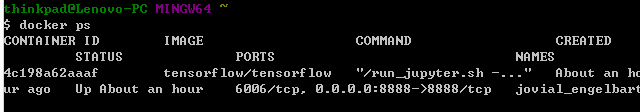 thinkpad@Lenovo-PC MINGW64 ~
$ docker ps
CONTAINER ID        IMAGE                   COMMAND                  CREATED
          STATUS              PORTS                              NAMES
4c198a62aaaf        tensorflow/tensorflow   "/run_jupyter.sh -..."   About an ho
ur ago   Up About an hour    6006/tcp, 0.0.0.0:8888->8888/tcp   jovial_engelbart